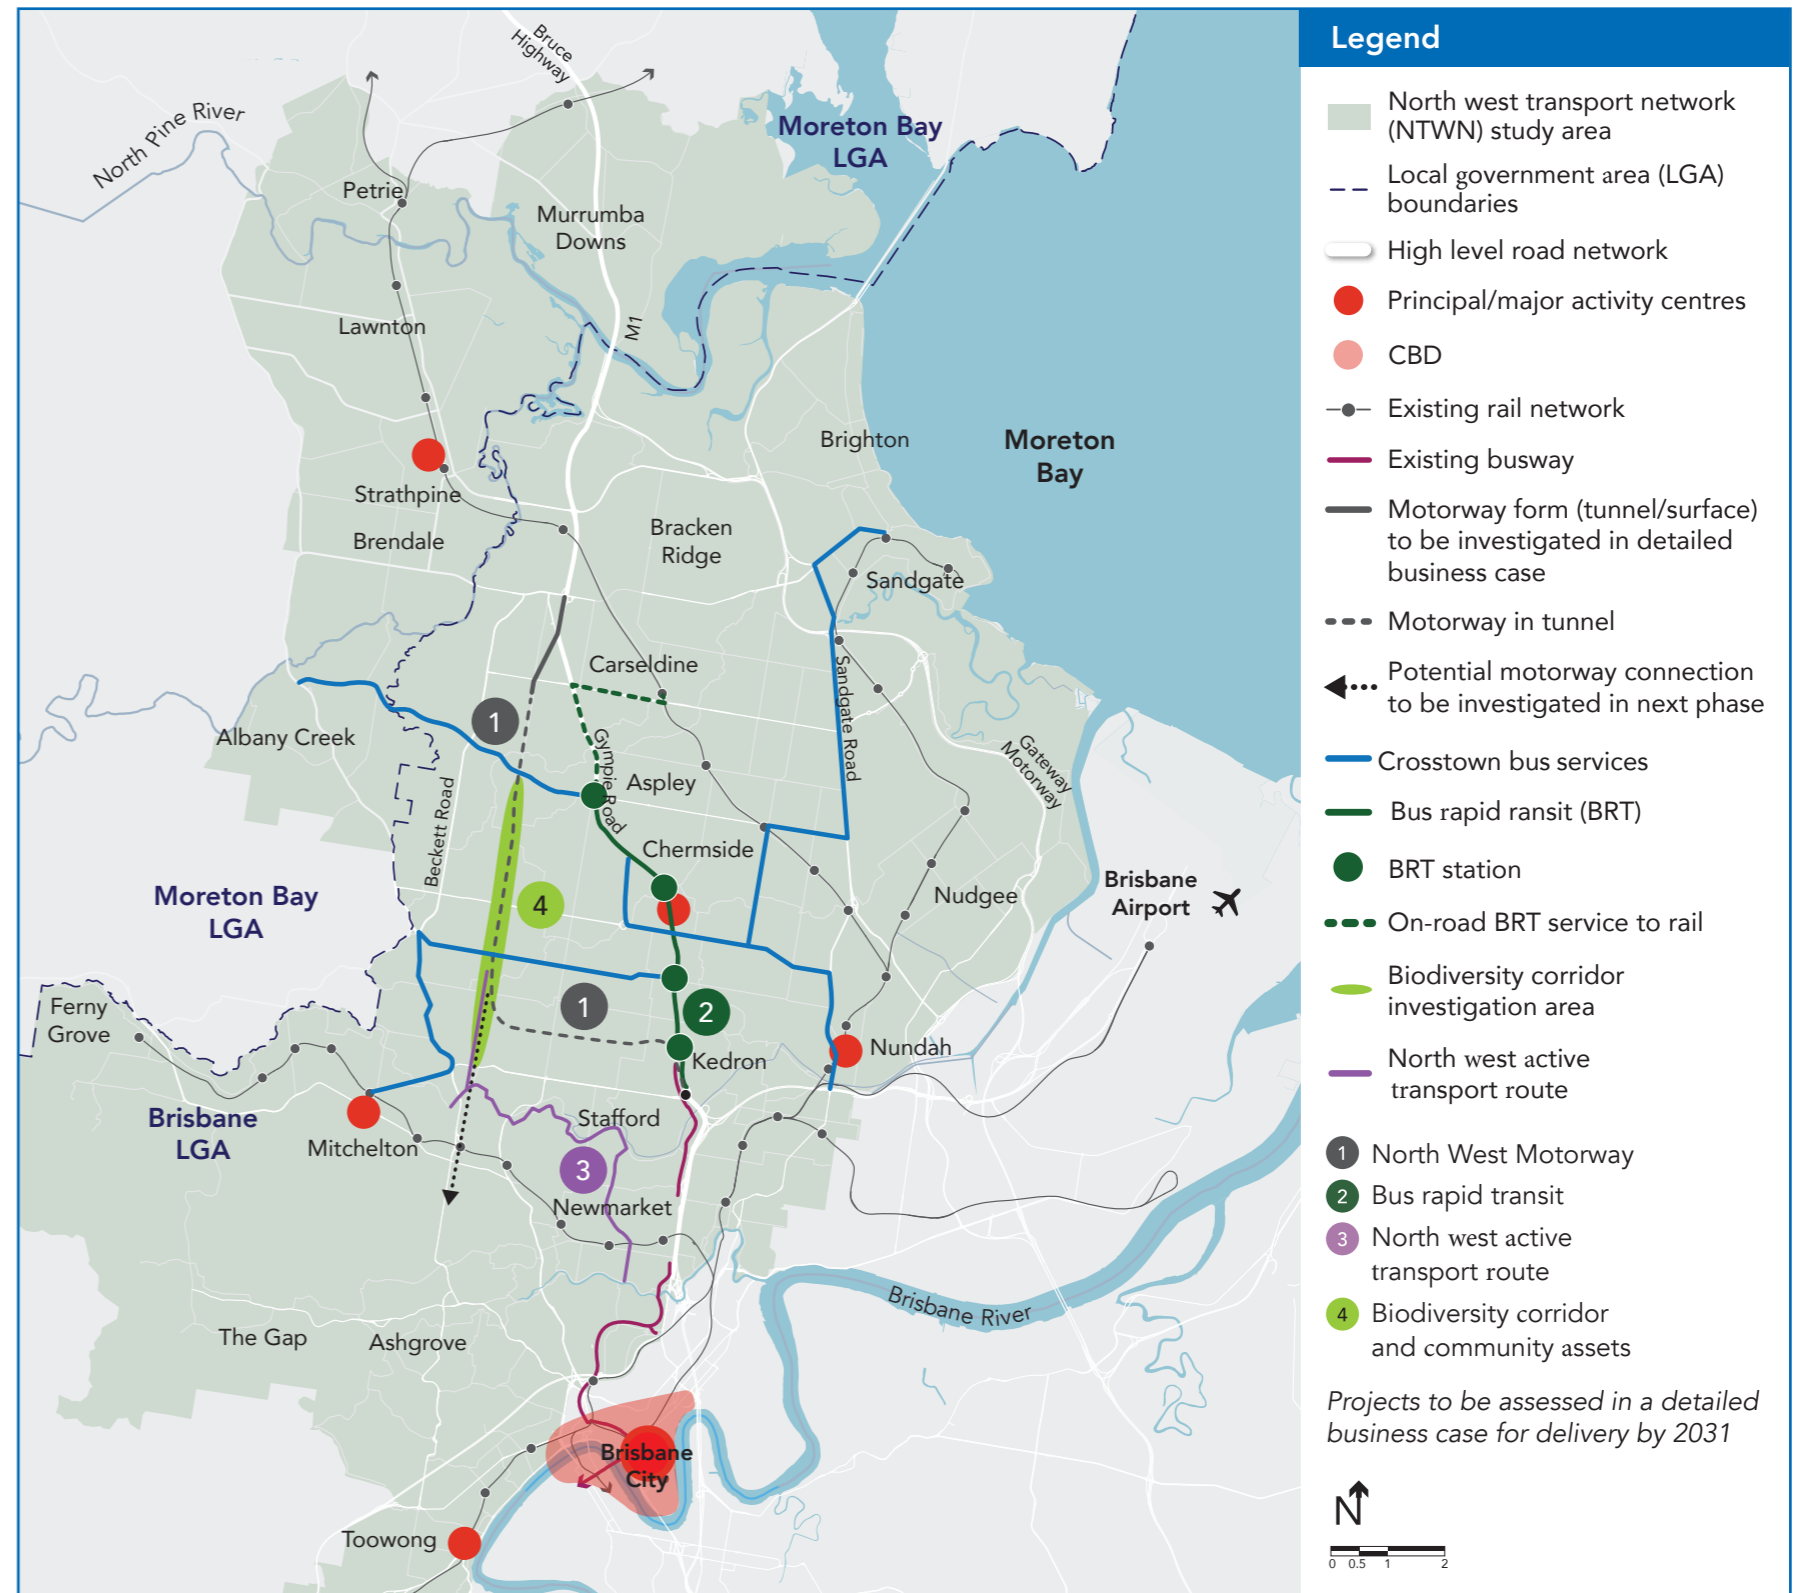 Bruce
Highway
North Pine River
Moreton Bay
LGA
Petrie
Murrumba
Downs
M1
Lawnton
Brighton
Moreton
Bay
Strathpine
Brendale
Bracken
Ridge
Sandgate
Carseldine
Sandgate Road
1
Albany Creek
Gympie Road
Gateway
Motorway
Aspley
Beckett Road
Chermside
Moreton Bay
LGA
4
Nudgee
Brisbane
Airport
Ferny
Grove
1
2
Kedron
Nundah
Brisbane
LGA
Mitchelton
Stafford
3
Newmarket
Brisbane River
The Gap
Ashgrove
Brisbane
City
Toowong
Legend
North west transport network
(NTWN) study area
Local government area (LGA)
boundaries
High level road network
Principal/major activity centres
CBD
Existing rail network
Existing busway
Motorway form (tunnel/surface)
to be investigated in detailed
business case
Motorway in tunnel
Potential motorway connection
to be investigated in next phase
Crosstown bus services
Bus rapid ransit (BRT)
BRT station
On-road BRT service to rail
Biodiversity corridor
investigation area
North west active
transport route
1 North West Motorway
2 Bus rapid transit
3 North west active
transport route
4 Biodiversity corridor
and community assets
Projects to be assessed in a detailed
business case for delivery by 2031
N
0 0.5 1 2